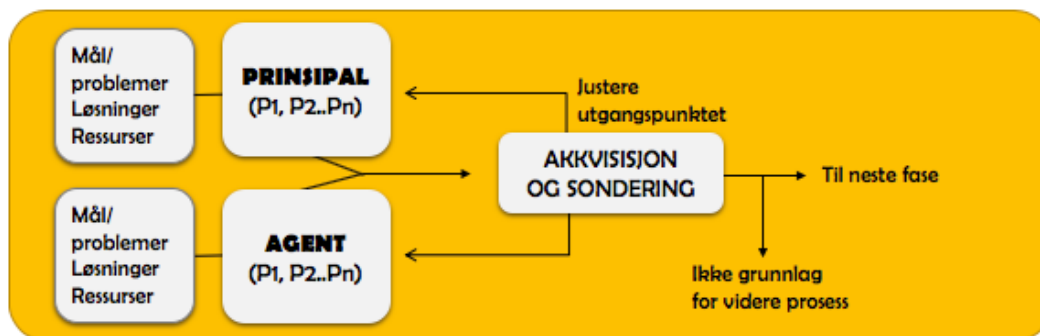 Mål/
problemer
Løsninger
Ressurser
PRINSIPAL
(P1, P2..Pn)
Justere
utgangspunktet
AKKVISISJON
OG SONDERING
Til neste fase
Mål/
problemer
Løsninger
Ressurser
AGENT
(P1, P2..Pn)
Ikke grunnlag
for videre prosess